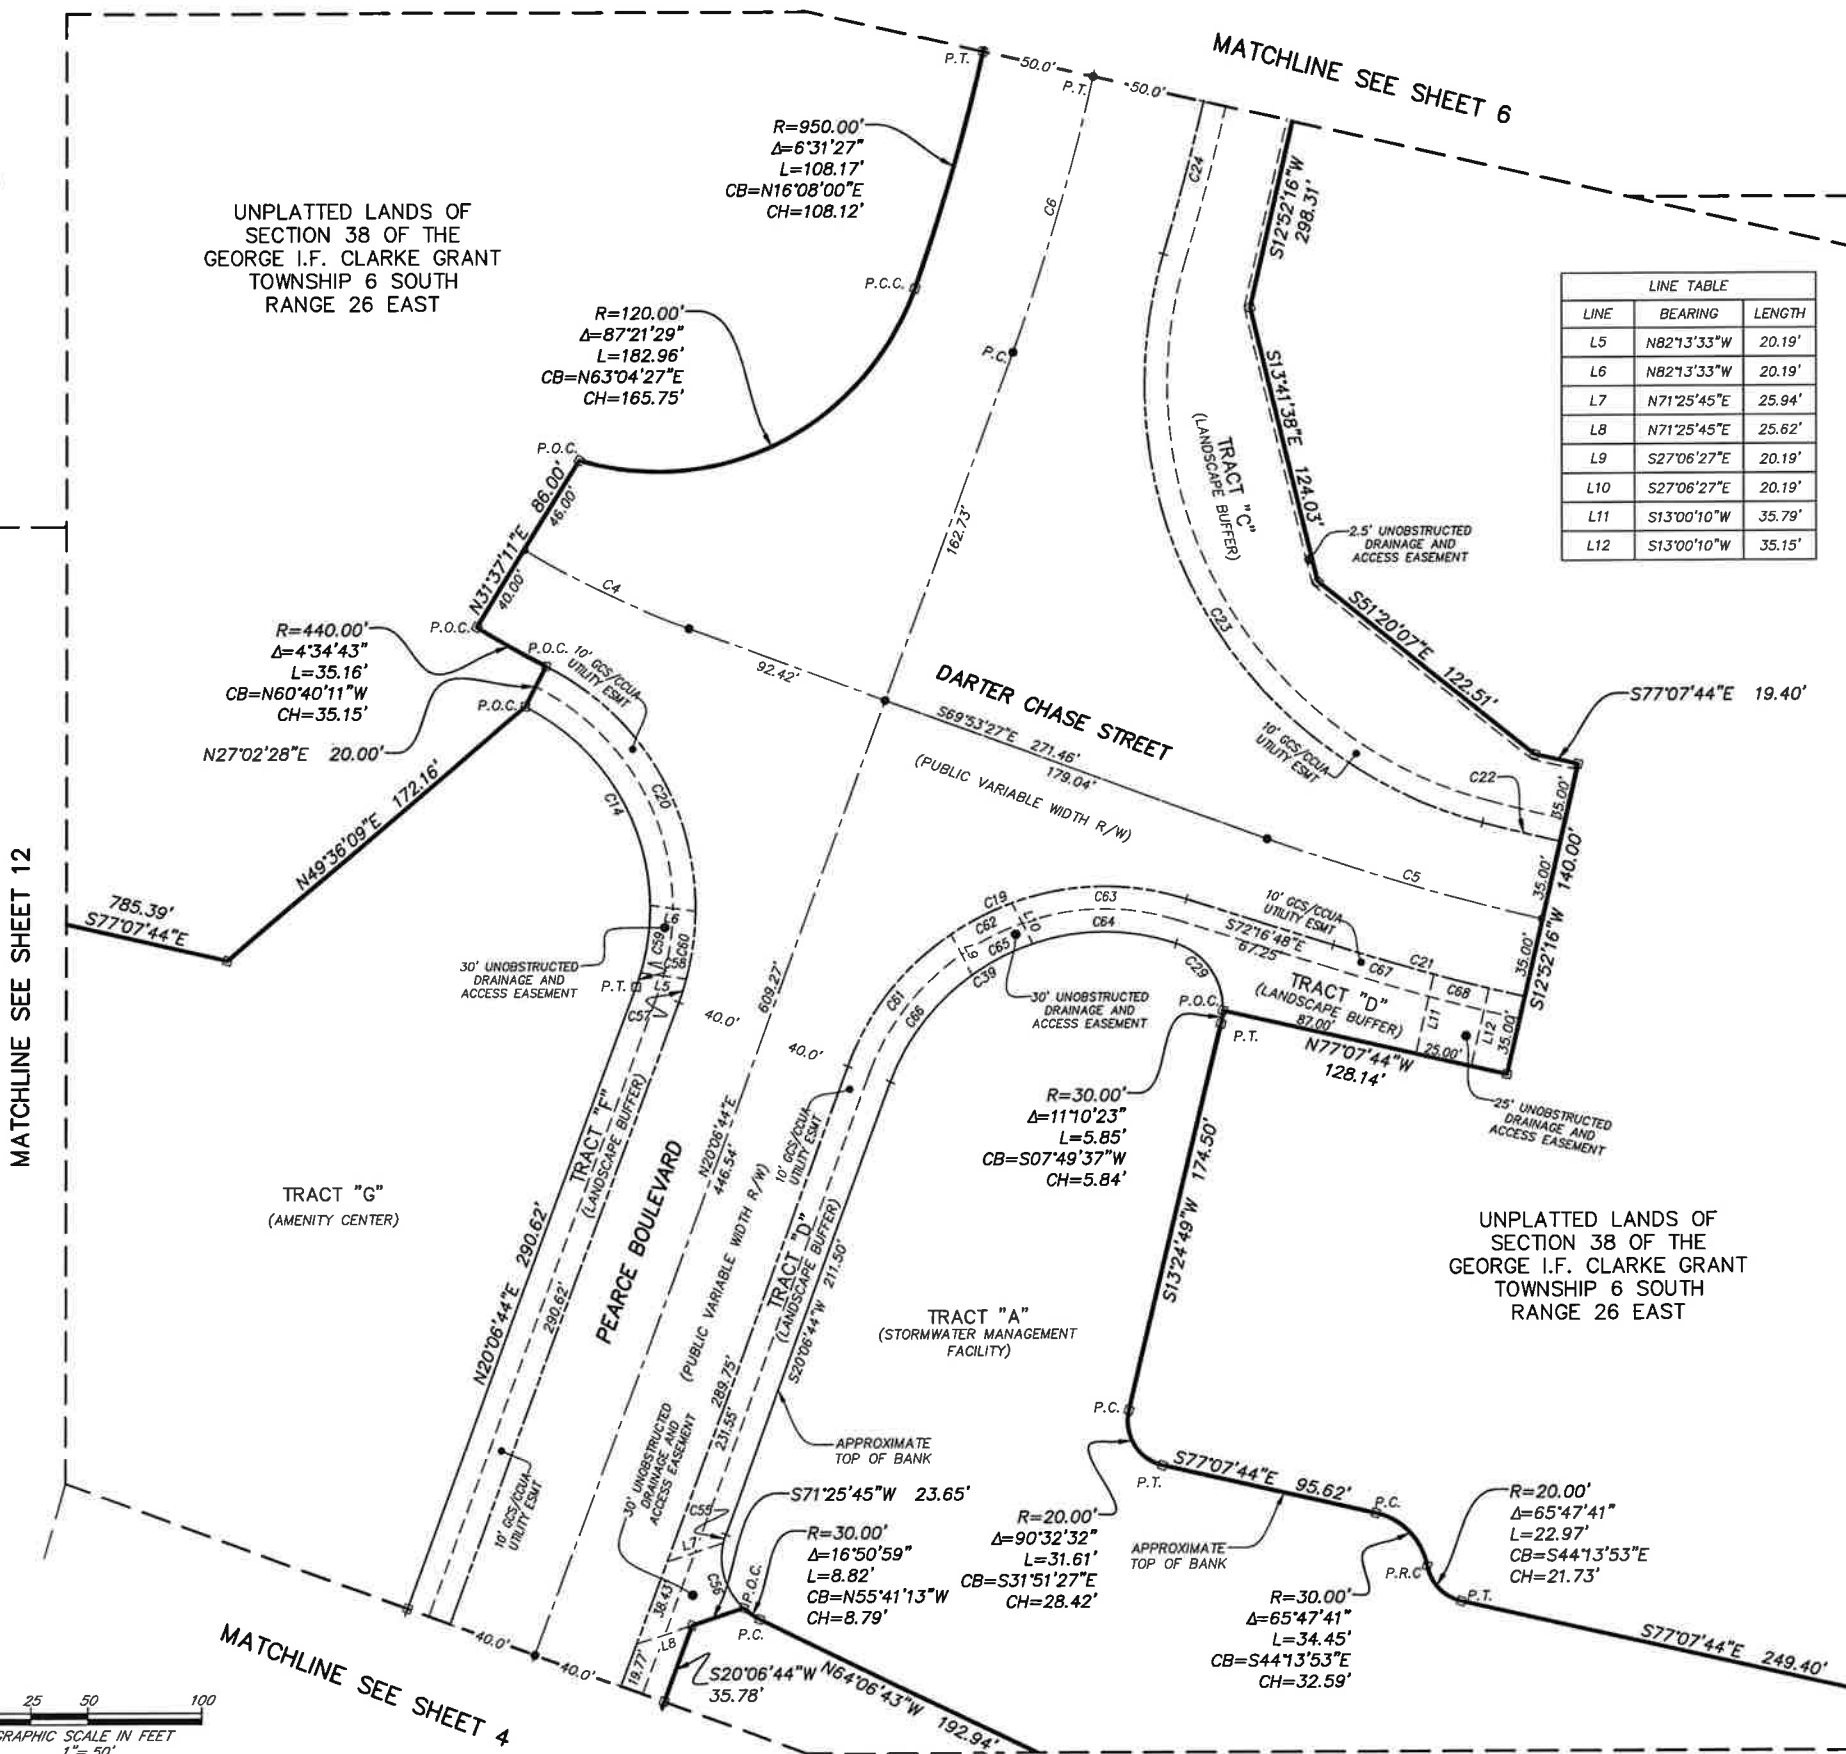 MATCHLINE SEE SHEET 6
P.T.
50.0'
P.T.
50.0'
R=950.00'
Δ=6°31'27"
L=108.17'
CB=N16°08'00"E
CH=108.12'
C6
C24
S12°52'16"W
298.31'
UNPLATTED LANDS OF
SECTION 38 OF THE
GEORGE I.F. CLARKE GRANT
TOWNSHIP 6 SOUTH
RANGE 26 EAST
P.C.C.
R=120.00'
Δ=87°21'29"
L=182.96'
CB=N63°04'27"E
CH=165.75'
P.C.
LINE TABLE
LINE BEARING LENGTH
L5 N82°13'33"W 20.19'
L6 N82°13'33"W 20.19'
L7 N71°25'45"E 25.94'
L8 N71°25'45"E 25.62'
L9 S27°06'27"E 20.19'
L10 S27°06'27"E 20.19'
L11 S13°00'10"W 35.79'
L12 S13°00'10"W 35.15'
S13°41'38"E 124.03'
TRACT "C"
(LANDSCAPE BUFFER)
2.5' UNOBSTRUCTED
DRAINAGE AND
ACCESS EASEMENT
P.O.C.
86.00'
46.00'
N31°37'11"E
40.00'
162.73'
C4
C23
S51°20'07"E 122.51'
S77°07'44"E 19.40'
P.O.C.
R=440.00'
Δ=4°34'43"
L=35.16'
CB=N60°40'11"W
CH=35.15'
P.O.C.
10' GCS/CCUA
UTILITY ESMT
92.42'
DARTER CHASE STREET
S69°53'27"E 271.46'
179.04'
(PUBLIC VARIABLE WIDTH R/W)
10' GCS/CCUA
UTILITY ESMT
C22
35.00'
P.O.C.
N27°02'28"E 20.00'
N49°36'09"E 172.16'
C14
C20
C5
35.00'
140.00'
S12°52'16"W
35.00'
35.00'
MATCHLINE SEE SHEET 12
785.39'
S77°07'44"E
L6
C59
C60
C58
L5
C57
P.T.
30' UNOBSTRUCTED
DRAINAGE AND
ACCESS EASEMENT
C19
C63
C62
L10
C64
L9
C65
C39
C61
C66
C29
10' GCS/CCUA
UTILITY ESMT
S72°16'48"E
67.25
C21
C67
C68
TRACT "D"
(LANDSCAPE BUFFER)
87.00'
L11
L12
25.00'
N77°07'44"W
128.14'
30' UNOBSTRUCTED
DRAINAGE AND
ACCESS EASEMENT
P.O.C.
P.T.
609.27'
40.0'
40.0'
R=30.00'
Δ=11°10'23"
L=5.85'
CB=S07°49'37"W
CH=5.84'
25' UNOBSTRUCTED
DRAINAGE AND
ACCESS EASEMENT
TRACT "F"
(LANDSCAPE BUFFER)
N20°06'44"E
446.54'
10' GCS/CCUA
UTILITY ESMT
S13°24'49"W 174.50'
TRACT "G"
(AMENITY CENTER)
PEARCE BOULEVARD
(PUBLIC VARIABLE WIDTH R/W)
TRACT "D"
(LANDSCAPE BUFFER)
S20°06'44"W 211.50'
N20°06'44"E 290.62'
290.62'
UNPLATTED LANDS OF
SECTION 38 OF THE
GEORGE I.F. CLARKE GRANT
TOWNSHIP 6 SOUTH
RANGE 26 EAST
TRACT "A"
(STORMWATER MANAGEMENT
FACILITY)
289.75'
231.55'
P.C.
P.T.
30' UNOBSTRUCTED
DRAINAGE AND
ACCESS EASEMENT
APPROXIMATE
TOP OF BANK
S77°07'44"E 95.62'
P.C.
10' GCS/CCUA
UTILITY ESMT
C55
L7
C56
38.43'
P.O.C.
S71°25'45"W 23.65'
R=30.00'
Δ=16°50'59"
L=8.82'
CB=N55°41'13"W
CH=8.79'
P.C.
R=20.00'
Δ=90°32'32"
L=31.61'
CB=S31°51'27"E
CH=28.42'
APPROXIMATE
TOP OF BANK
R=20.00'
Δ=65°47'41"
L=22.97'
CB=S44°13'53"E
CH=21.73'
P.R.C
P.T.
R=30.00'
Δ=65°47'41"
L=34.45'
CB=S44°13'53"E
CH=32.59'
S77°07'44"E 249.40'
40.0'
40.0'
L8
19.77'
S20°06'44"W
35.78'
N64°06'43"W 192.94'
MATCHLINE SEE SHEET 4
25 50 100
GRAPHIC SCALE IN FEET
1"= 50'